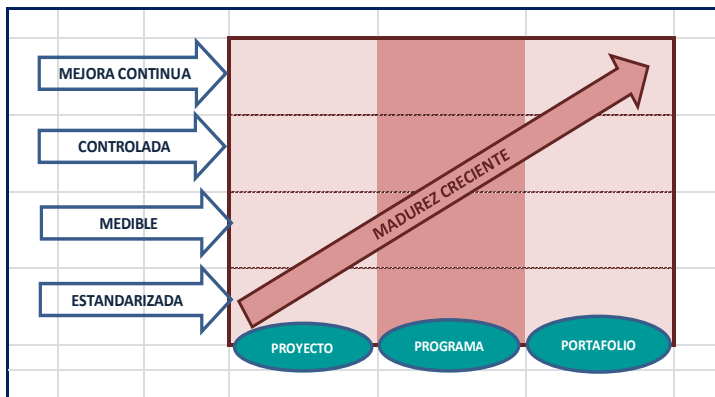 MEJORA CONTINUA
CONTROLADA
MEDIBLE
ESTANDARIZADA
MADUREZ CRECIENTE
PROYECTO
PROGRAMA
PORTAFOLIO